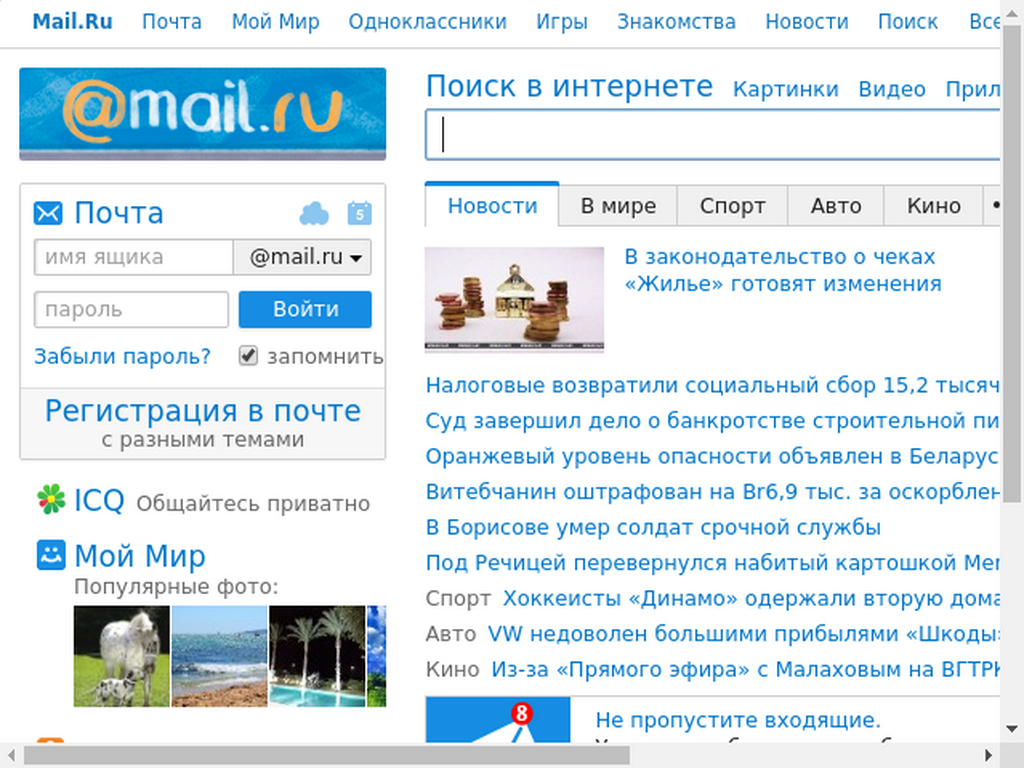 Mail.Ru Почта Мой Мир Одноклассники Игры Знакомства Новости Поиск Все
@mail.ru
Почта
5
имя ящика @mail.ru
пароль Войти
Забыли пароль? запомнить
Регистрация в почте
с разными темами
ICQ Общайтесь приватно
Мой Мир
Популярные фото:
Поиск в интернете Картинки Видео
Новости В мире Спорт Авто Кино
В законодательство о чеках
«Жилье» готовят изменения
Налоговые возвратили социальный сбор 15,2 тысяч
Суд завершил дело о банкротстве строительной пи
Оранжевый уровень опасности объявлен в Беларус
Витебчанин оштрафован на Br6,9 тыс. за оскорблен
В Борисове умер солдат срочной службы
Под Речицей перевернулся набитый картошкой Mer
Спорт Хоккеисты «Динамо» одержали вторую дома
Авто VW недоволен большими прибылями «Шкоды»
Кино Из-за «Прямого эфира» с Малаховым на ВГТРК
8
Не пропустите входящие.